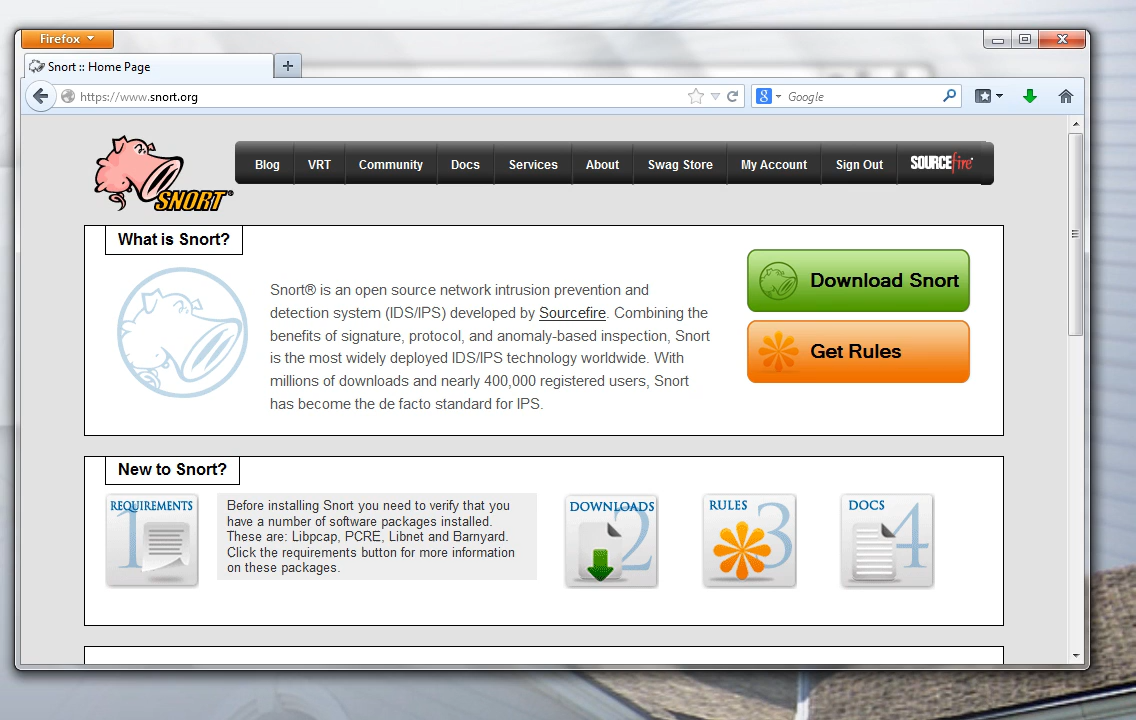 Firefox
Snort :: Home Page
https://www.snort.org
8 Google
SNORT®
Blog VRT Community Docs Services About Swag Store My Account Sign Out SOURCEfire®
What is Snort?
Snort® is an open source network intrusion prevention and
detection system (IDS/IPS) developed by Sourcefire. Combining the
benefits of signature, protocol, and anomaly-based inspection, Snort
is the most widely deployed IDS/IPS technology worldwide. With
millions of downloads and nearly 400,000 registered users, Snort
has become the de facto standard for IPS.
Download Snort
Get Rules
New to Snort?
REQUIREMENTS
1
Before installing Snort you need to verify that you
have a number of software packages installed.
These are: Libpcap, PCRE, Libnet and Barnyard.
Click the requirements button for more information
on these packages.
DOWNLOADS
2
RULES
3
DOCS
4